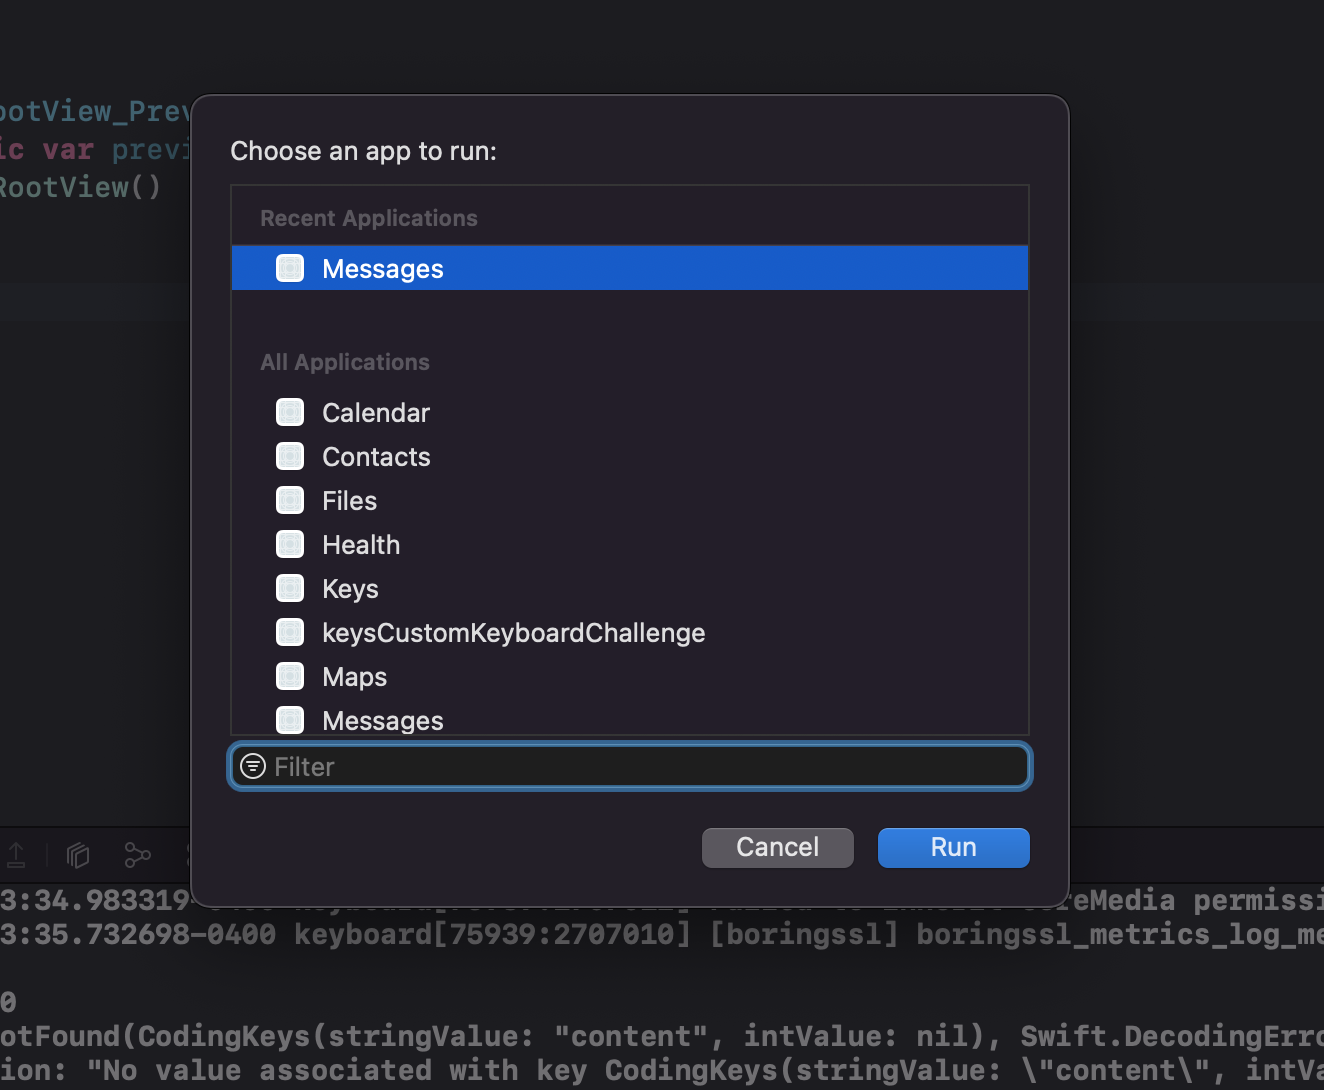 ootView_Prev
ic var previ
RootView()
Choose an app to run:
Recent Applications
Messages
All Applications
Calendar
Contacts
Files
Health
Keys
keysCustomKeyboardChallenge
Maps
Messages
Filter
Cancel
Run
3:34.983319
eMedia permissi
3:35.732698-0400 keyboard[75939:2707010] [boringssl] boringssl_metrics_log_me
0
otFound(CodingKeys(stringValue: "content", intValue: nil), Swift.DecodingErro
ion: "No value associated with key CodingKeys(stringValue: \"content\", intVa